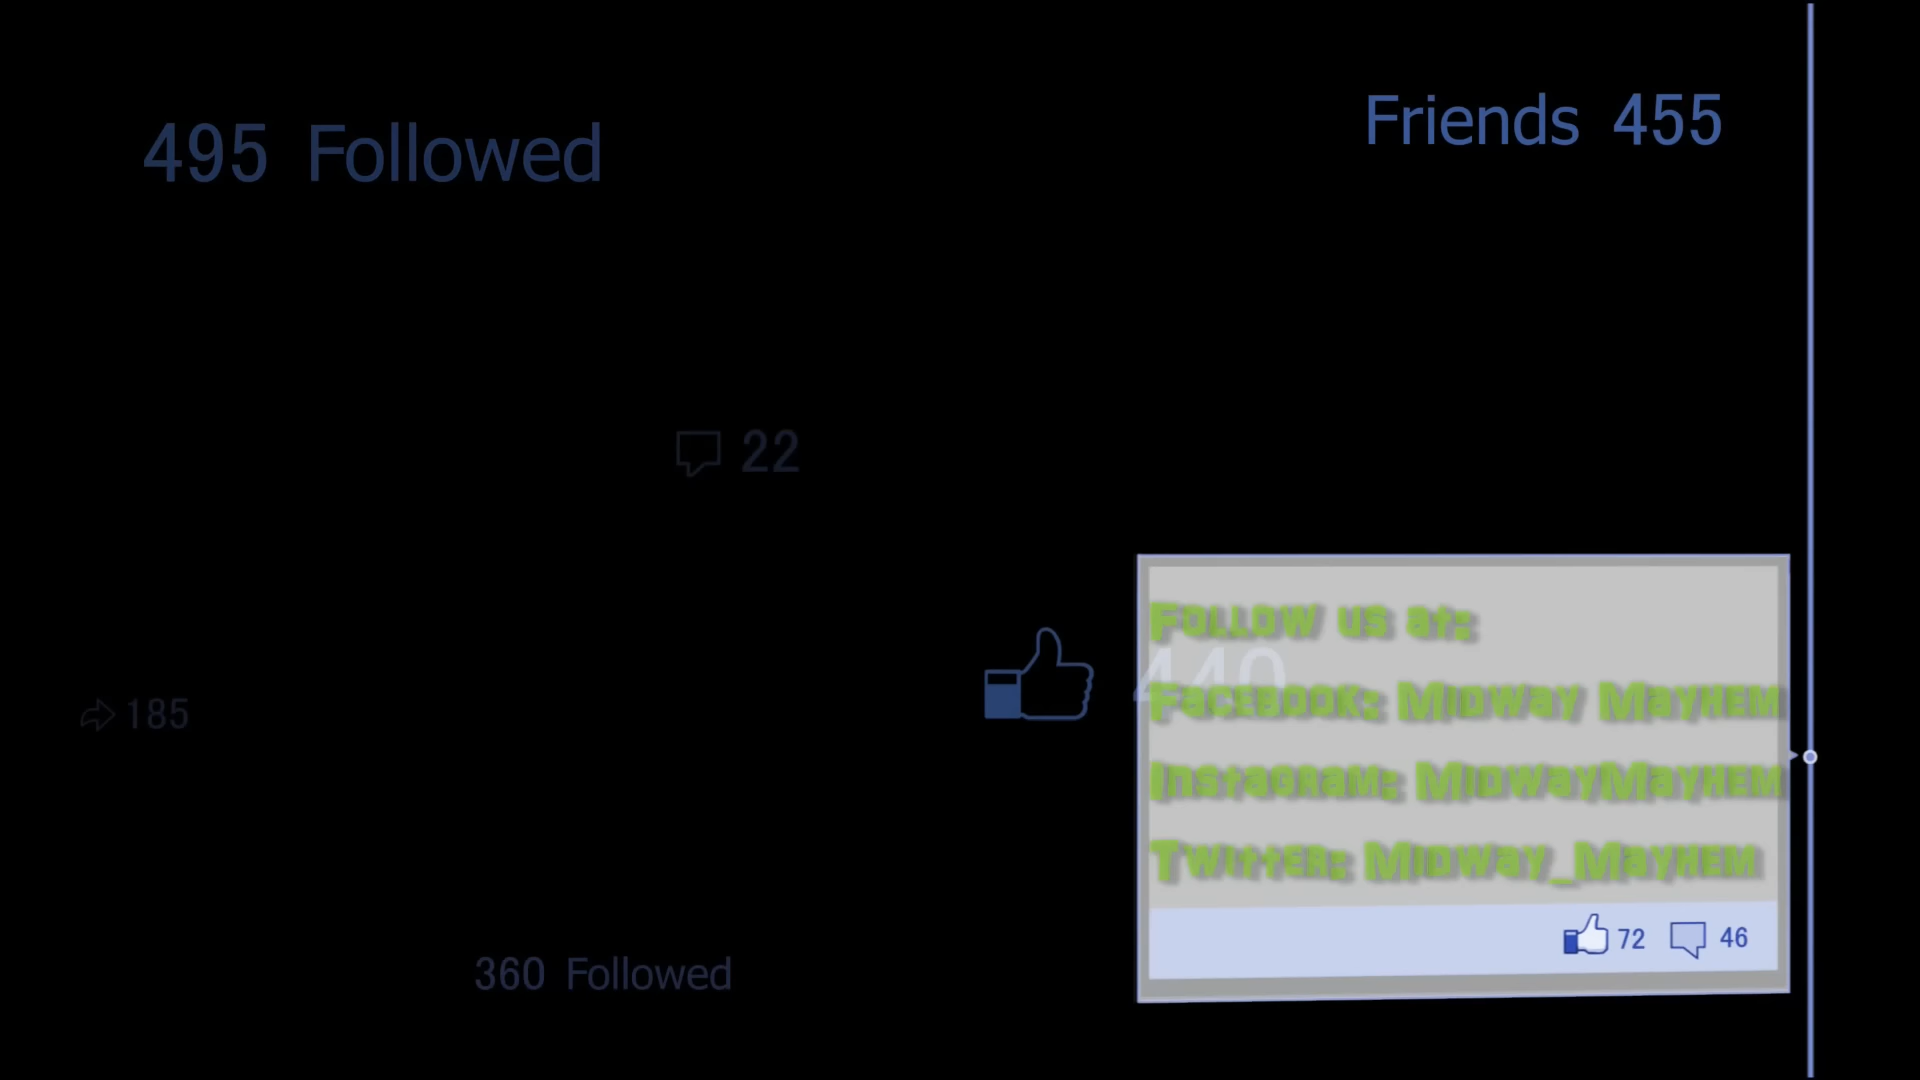 Friends 455
495 Followed
22
Follow us at:
440
Facebook: Midway Mayhem
Instagram: MidwayMayhem
185
Twitter: Midway_Mayhem
72 46
360 Followed